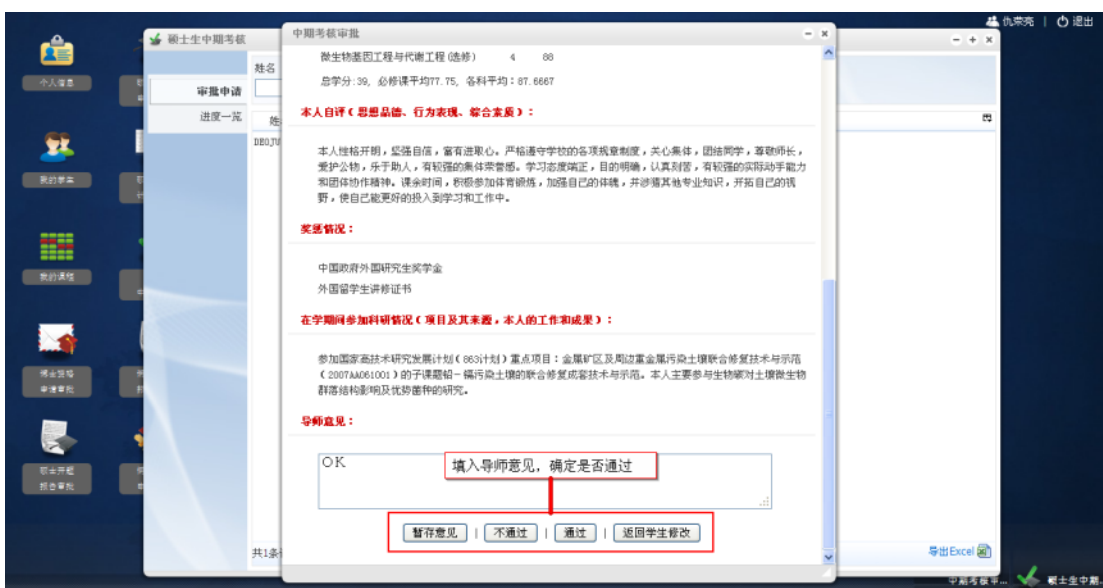 仇荣亮 | 退出
硕士生中期考核
中期考核审批
个人信息
审批申请
进度一览
姓名
微生物基因工程与代谢工程(选修) 4 88
总学分:39, 必修课平均77.75, 各科平均：87.6667
本人自评（思想品德、行为表现、综合素质）：
本人性格开朗，坚强自信，富有进取心。严格遵守学校的各项规章制度，关心集体，团结同学，尊敬师长，
爱护公物，乐于助人，有较强的集体荣誉感。学习态度端正，目的明确，认真刻苦，有较强的实际动手能力
和团体协作精神。课余时间，积极参加体育锻炼，加强自己的体魄，并涉猎其他专业知识，开拓自己的视
野，使自己能更好的投入到学习和工作中。
我的学生
奖惩情况：
中国政府外国研究生奖学金
外国留学生讲修证书
我的课程
在学期间参加科研情况（项目及其来源，本人的工作和成果）：
参加国家高技术研究发展计划（863计划）重点项目：金属矿区及周边重金属污染土壤联合修复技术与示范
（2007AA061001）的子课题铅－镉污染土壤的联合修复成套技术与示范。本人主要参与生物碳对土壤微生物
群落结构影响及优势菌种的研究。
博士资格
申请审批
导师意见：
OK
填入导师意见，确定是否通过
硕士开题
报告审批
暂存意见 | 不通过 | 通过 | 返回学生修改
共1条
导出Excel
中期考核审...
硕士生中期